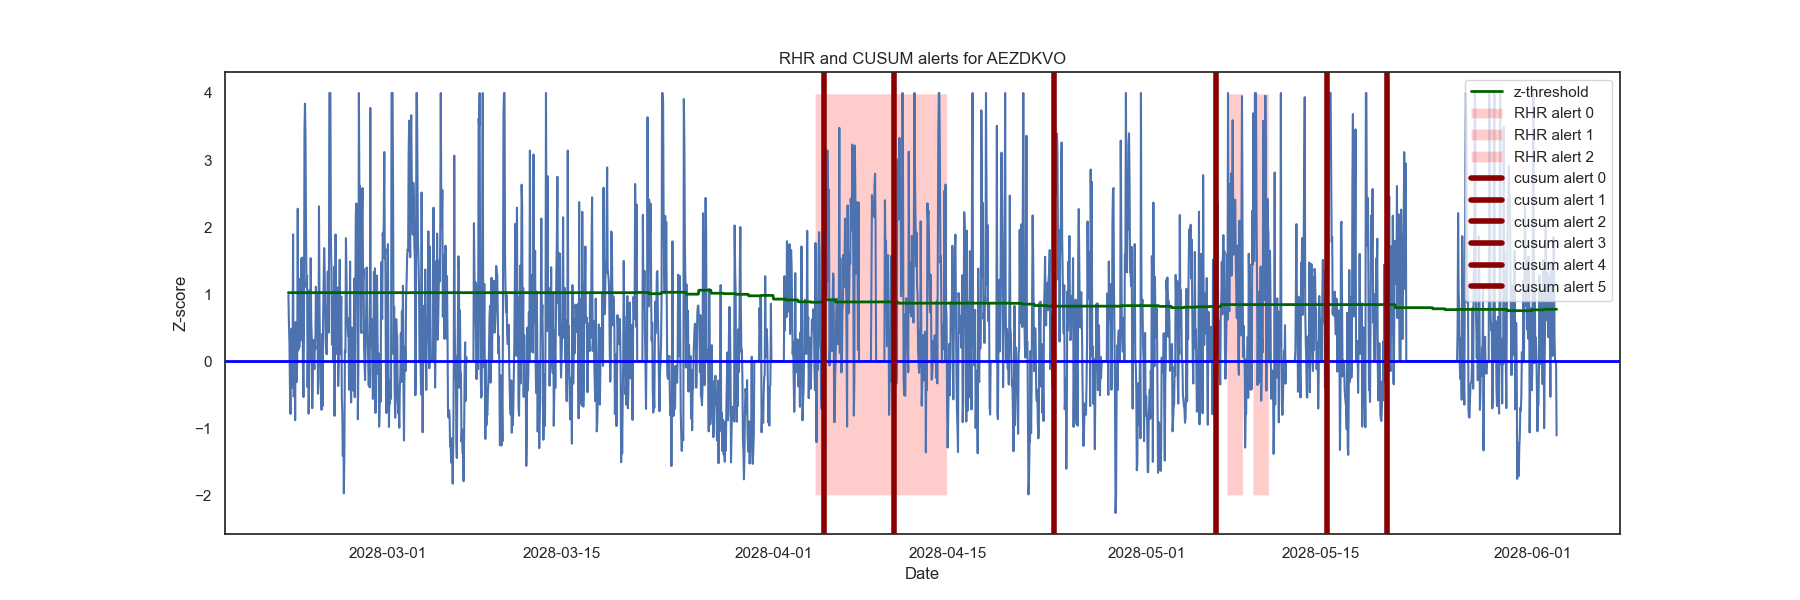 RHR and CUSUM alerts for AEZDKVO
Z-score
4
3
2
1
0
−1
−2
z-threshold
RHR alert 0
RHR alert 1
RHR alert 2
cusum alert 0
cusum alert 1
cusum alert 2
cusum alert 3
cusum alert 4
cusum alert 5
2028-03-01 2028-03-15 2028-04-01 2028-04-15 2028-05-01 2028-05-15 2028-06-01
Date